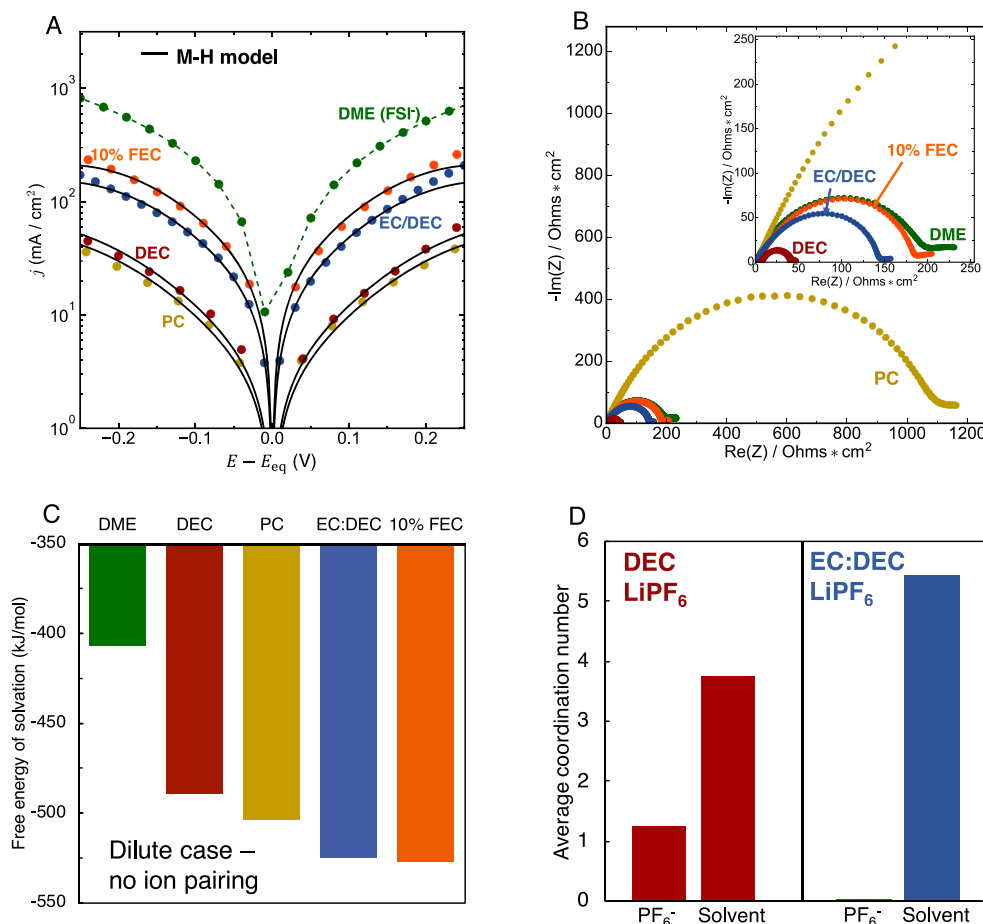 A
M-H model
10³
10²
10¹
10⁰
j (mA / cm²)
DME (FSI⁻)
10% FEC
EC/DEC
DEC
PC
−0.2
−0.1
0.0
0.1
0.2
E − Eeq (V)
B
1200
1000
800
600
400
200
0
-Im(Z) / Ohms∗cm²
0
200
400
600
800
1000
1200
Re(Z) / Ohms∗cm²
PC
250
200
150
100
50
0
-Im(Z) / Ohms∗cm²
10% FEC
EC/DEC
DME
DEC
0
50
100
150
200
250
Re(Z) / Ohms∗cm²
C
DME DEC PC EC:DEC 10% FEC
-350
-400
-450
-500
-550
Free energy of solvation (kJ/mol)
Dilute case –
no ion pairing
D
6
5
4
3
2
1
0
Average coordination number
DEC
LiPF₆
EC:DEC
LiPF₆
PF₆⁻ Solvent PF₆⁻ Solvent